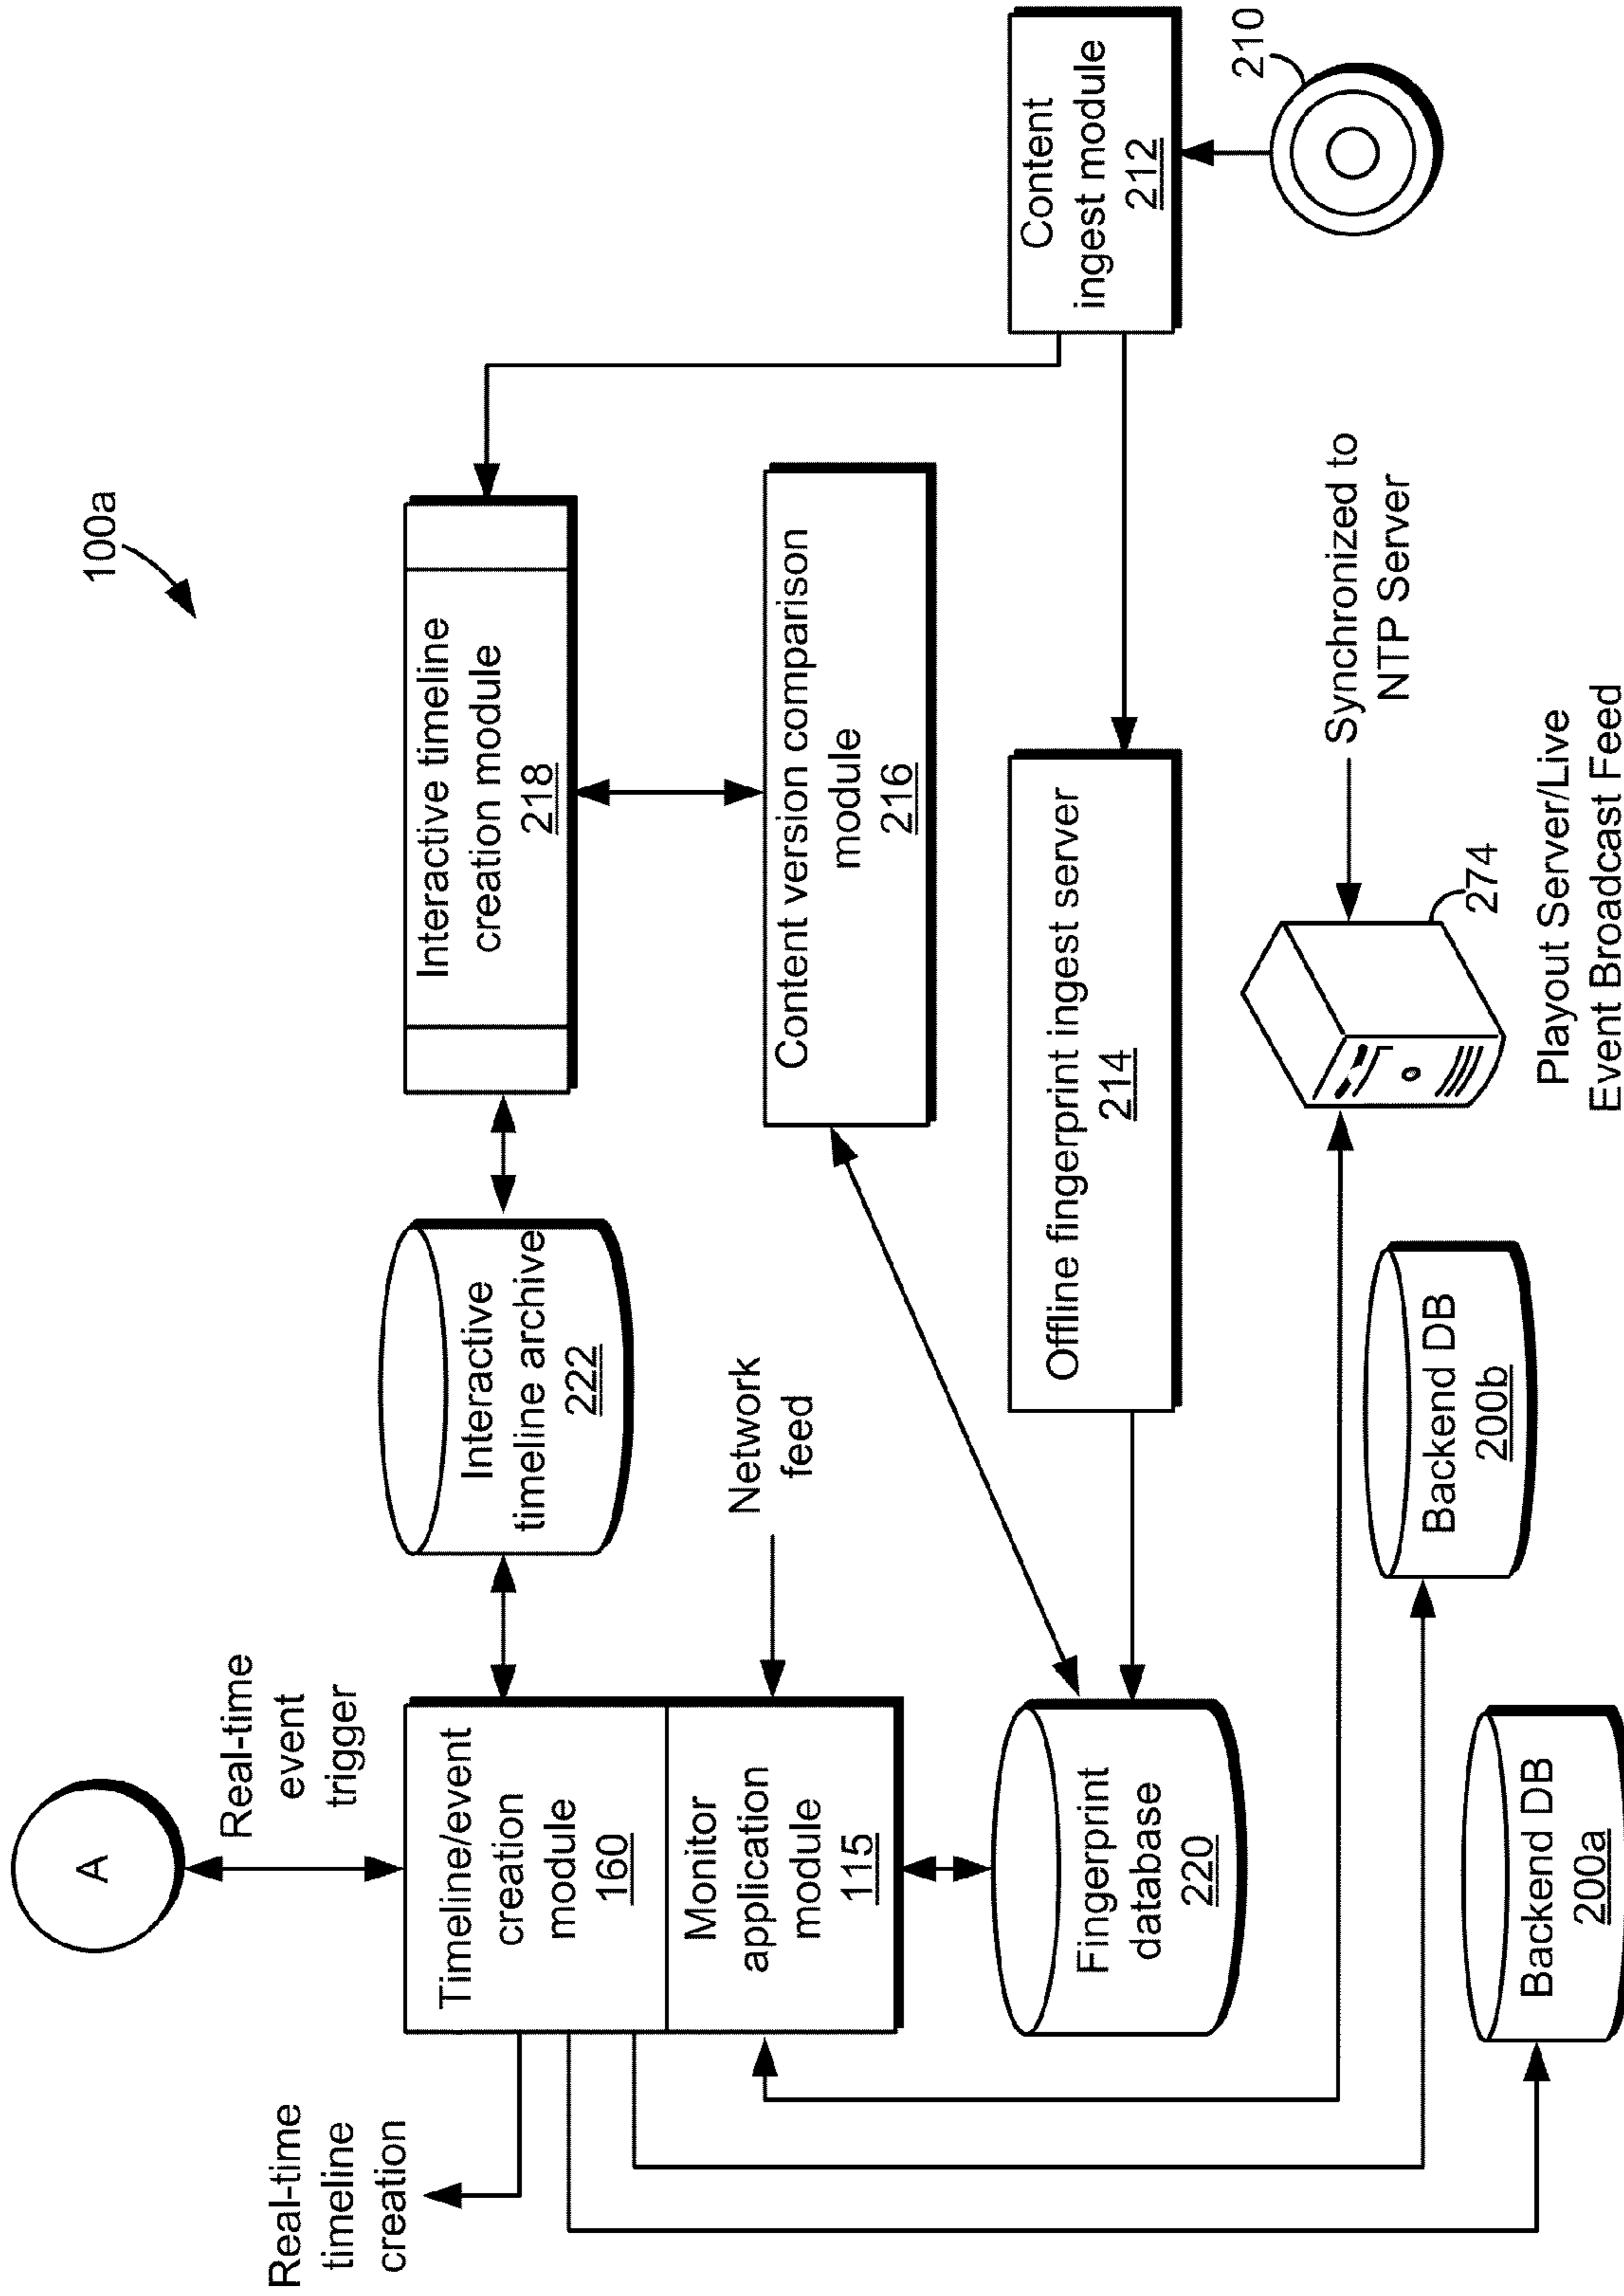 100a
A
Real-time
event
trigger
Real-time
timeline
creation
Timeline/event
creation
module
160
Monitor
application
module
115
Network
feed
Interactive
timeline archive
222
Interactive timeline
creation module
218
Content version comparison
module
216
Content
ingest module
212
210
Offline fingerprint ingest server
214
Fingerprint
database
220
Synchronized to
NTP Server
274
Playout Server/Live
Event Broadcast Feed
Backend DB
200b
Backend DB
200a